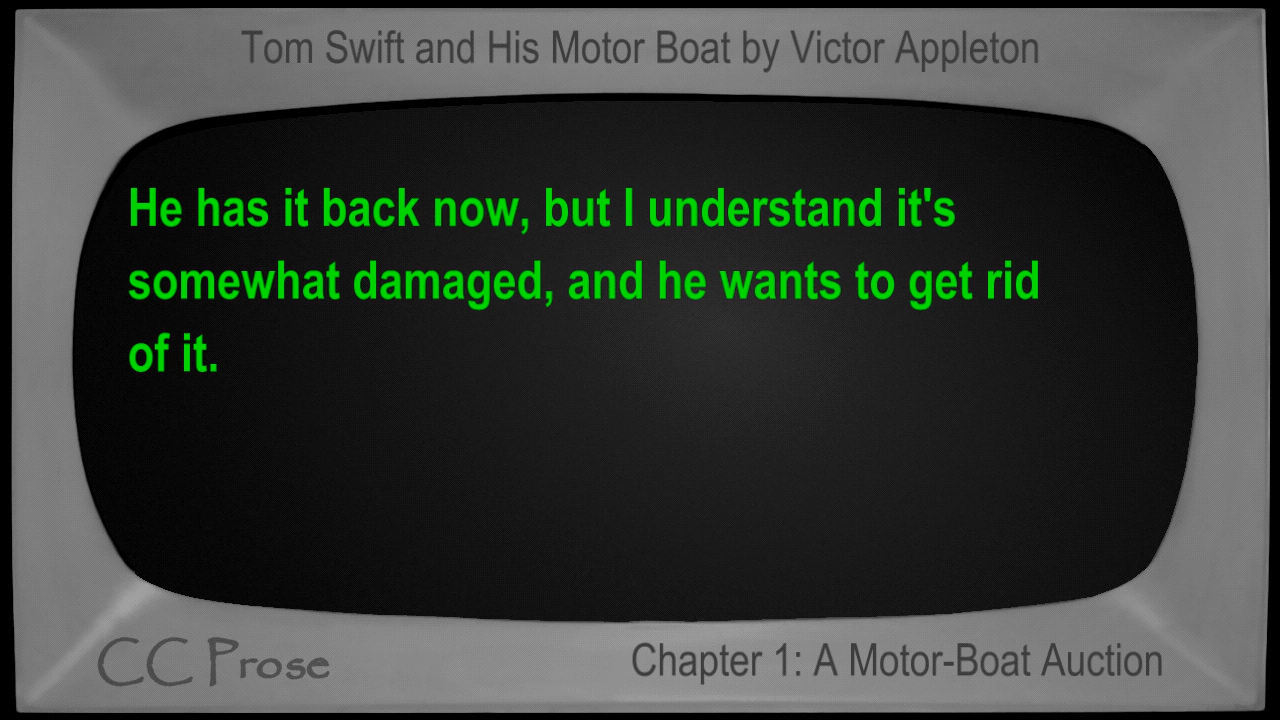 Tom Swift and His Motor Boat by Victor Appleton
He has it back now, but I understand it's
somewhat damaged, and he wants to get rid
of it.
CC Prose
Chapter 1: A Motor-Boat Auction